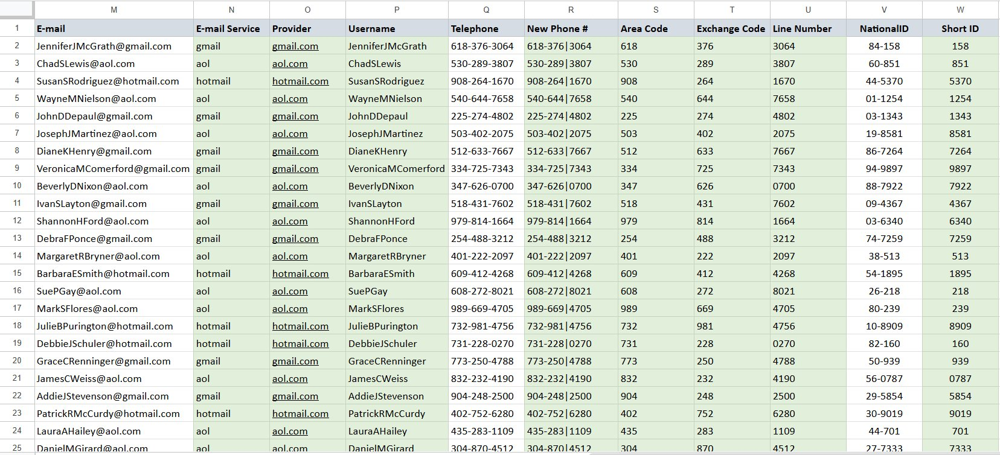 M N O P Q R S T U V W
1 E-mail E-mail Service Provider Username Telephone New Phone # Area Code Exchange Code Line Number NationalID Short ID
2 JenniferJMcGrath@gmail.com gmail gmail.com JenniferJMcGrath 618-376-3064 618-376|3064 618 376 3064 84-158 158
3 ChadSLewis@aol.com aol aol.com ChadSLewis 530-289-3807 530-289|3807 530 289 3807 60-851 851
4 SusanSRodriguez@hotmail.com hotmail hotmail.com SusanSRodriguez 908-264-1670 908-264|1670 908 264 1670 44-5370 5370
5 WayneMNielson@aol.com aol aol.com WayneMNielson 540-644-7658 540-644|7658 540 644 7658 01-1254 1254
6 JohnDDepaul@gmail.com gmail gmail.com JohnDDepaul 225-274-4802 225-274|4802 225 274 4802 03-1343 1343
7 JosephJMartinez@aol.com aol aol.com JosephJMartinez 503-402-2075 503-402|2075 503 402 2075 19-8581 8581
8 DianeKHenry@gmail.com gmail gmail.com DianeKHenry 512-633-7667 512-633|7667 512 633 7667 86-7264 7264
9 VeronicaMComerford@gmail.com gmail gmail.com VeronicaMComerford 334-725-7343 334-725|7343 334 725 7343 94-9897 9897
10 BeverlyDNixon@aol.com aol aol.com BeverlyDNixon 347-626-0700 347-626|0700 347 626 0700 88-7922 7922
11 IvanSLayton@gmail.com gmail gmail.com IvanSLayton 518-431-7602 518-431|7602 518 431 7602 09-4367 4367
12 ShannonHFord@aol.com aol aol.com ShannonHFord 979-814-1664 979-814|1664 979 814 1664 03-6340 6340
13 DebraFPonce@gmail.com gmail gmail.com DebraFPonce 254-488-3212 254-488|3212 254 488 3212 74-7259 7259
14 MargaretRBryner@aol.com aol aol.com MargaretRBryner 401-222-2097 401-222|2097 401 222 2097 38-513 513
15 BarbaraESmith@hotmail.com hotmail hotmail.com BarbaraESmith 609-412-4268 609-412|4268 609 412 4268 54-1895 1895
16 SuePGay@aol.com aol aol.com SuePGay 608-272-8021 608-272|8021 608 272 8021 26-218 218
17 MarkSFlores@aol.com aol aol.com MarkSFlores 989-669-4705 989-669|4705 989 669 4705 80-239 239
18 JulieBPurington@hotmail.com hotmail hotmail.com JulieBPurington 732-981-4756 732-981|4756 732 981 4756 10-8909 8909
19 DebbieJSchuler@hotmail.com hotmail hotmail.com DebbieJSchuler 731-228-0270 731-228|0270 731 228 0270 82-160 160
20 GraceCRenninger@gmail.com gmail gmail.com GraceCRenninger 773-250-4788 773-250|4788 773 250 4788 50-939 939
21 JamesCWeiss@aol.com aol aol.com JamesCWeiss 832-232-4190 832-232|4190 832 232 4190 56-0787 0787
22 AddieJStevenson@gmail.com gmail gmail.com AddieJStevenson 904-248-2500 904-248|2500 904 248 2500 29-5854 5854
23 PatrickRMcCurdy@hotmail.com hotmail hotmail.com PatrickRMcCurdy 402-752-6280 402-752|6280 402 752 6280 30-9019 9019
24 LauraAHailey@aol.com aol aol.com LauraAHailey 435-283-1109 435-283|1109 435 283 1109 44-701 701
25 DanielMGirard@aol.com aol aol.com DanielMGirard 304-870-4512 304-870|4512 304 870 4512 27-7333 7333